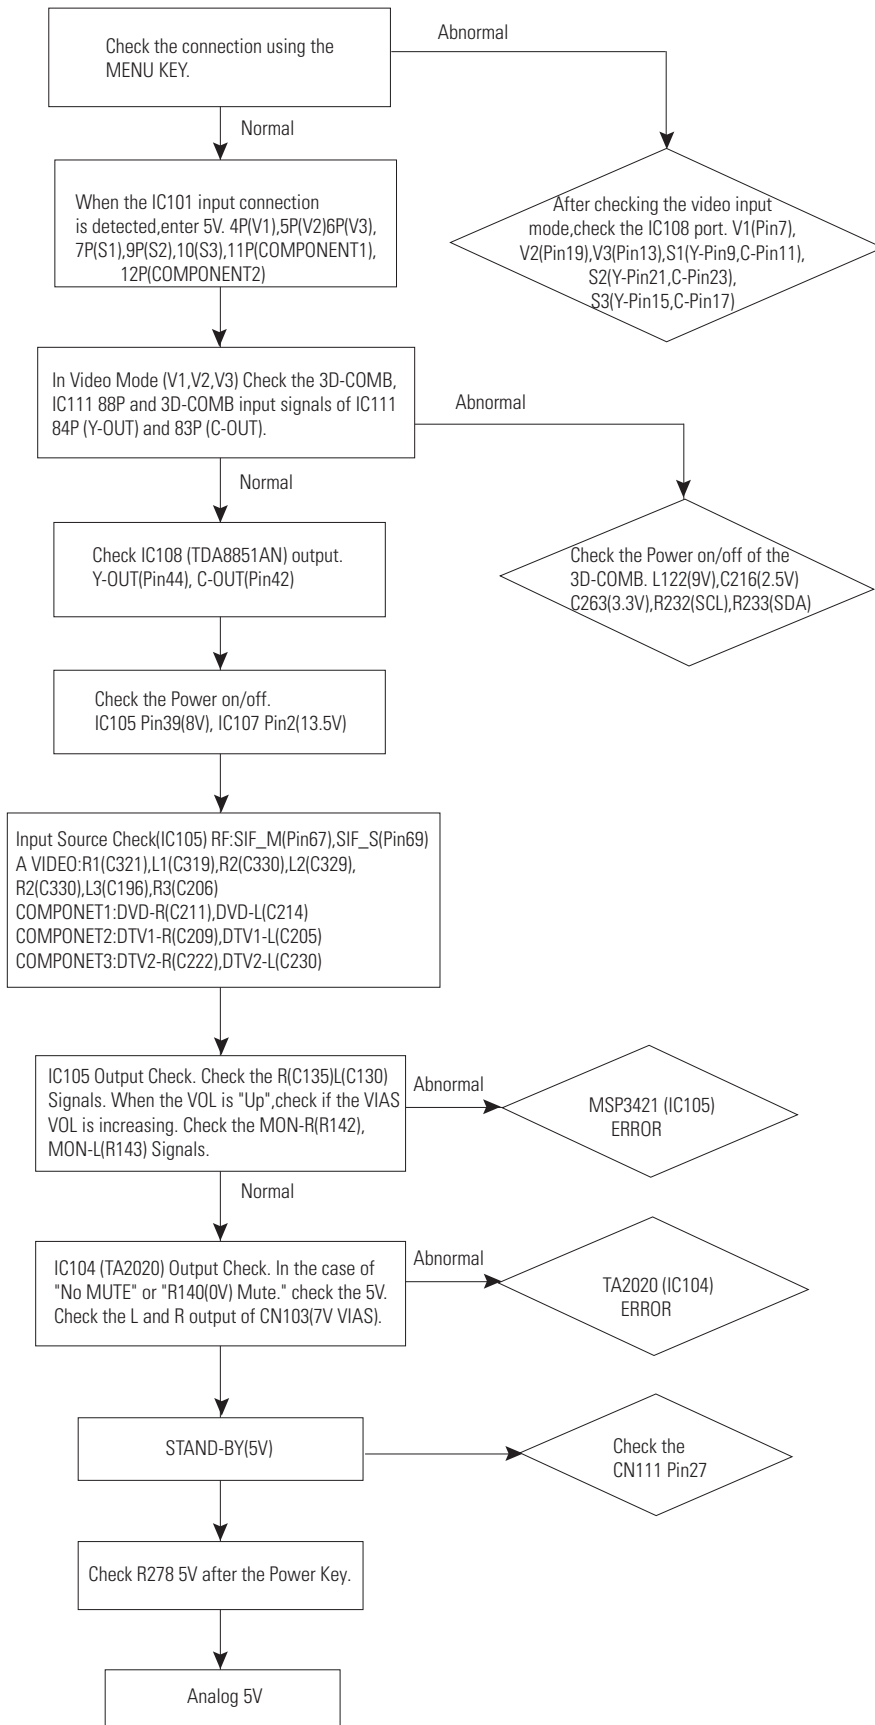 Check the connection using the
MENU KEY.
Abnormal
Normal
When the IC101 input connection
is detected,enter 5V. 4P(V1),5P(V2)6P(V3),
7P(S1),9P(S2),10(S3),11P(COMPONENT1),
12P(COMPONENT2)
After checking the video input
mode,check the IC108 port. V1(Pin7),
V2(Pin19),V3(Pin13),S1(Y-Pin9,C-Pin11),
S2(Y-Pin21,C-Pin23),
S3(Y-Pin15,C-Pin17)
In Video Mode (V1,V2,V3) Check the 3D-COMB,
IC111 88P and 3D-COMB input signals of IC111
84P (Y-OUT) and 83P (C-OUT).
Abnormal
Normal
Check IC108 (TDA8851AN) output.
Y-OUT(Pin44), C-OUT(Pin42)
Check the Power on/off of the
3D-COMB. L122(9V),C216(2.5V)
C263(3.3V),R232(SCL),R233(SDA)
Check the Power on/off.
IC105 Pin39(8V), IC107 Pin2(13.5V)
Input Source Check(IC105) RF:SIF_M(Pin67),SIF_S(Pin69)
A VIDEO:R1(C321),L1(C319),R2(C330),L2(C329),
R2(C330),L3(C196),R3(C206)
COMPONET1:DVD-R(C211),DVD-L(C214)
COMPONET2:DTV1-R(C209),DTV1-L(C205)
COMPONET3:DTV2-R(C222),DTV2-L(C230)
IC105 Output Check. Check the R(C135)L(C130)
Signals. When the VOL is "Up",check if the VIAS
VOL is increasing. Check the MON-R(R142),
MON-L(R143) Signals.
Abnormal
MSP3421 (IC105)
ERROR
Normal
IC104 (TA2020) Output Check. In the case of
"No MUTE" or "R140(0V) Mute." check the 5V.
Check the L and R output of CN103(7V VIAS).
Abnormal
TA2020 (IC104)
ERROR
STAND-BY(5V)
Check the
CN111 Pin27
Check R278 5V after the Power Key.
Analog 5V